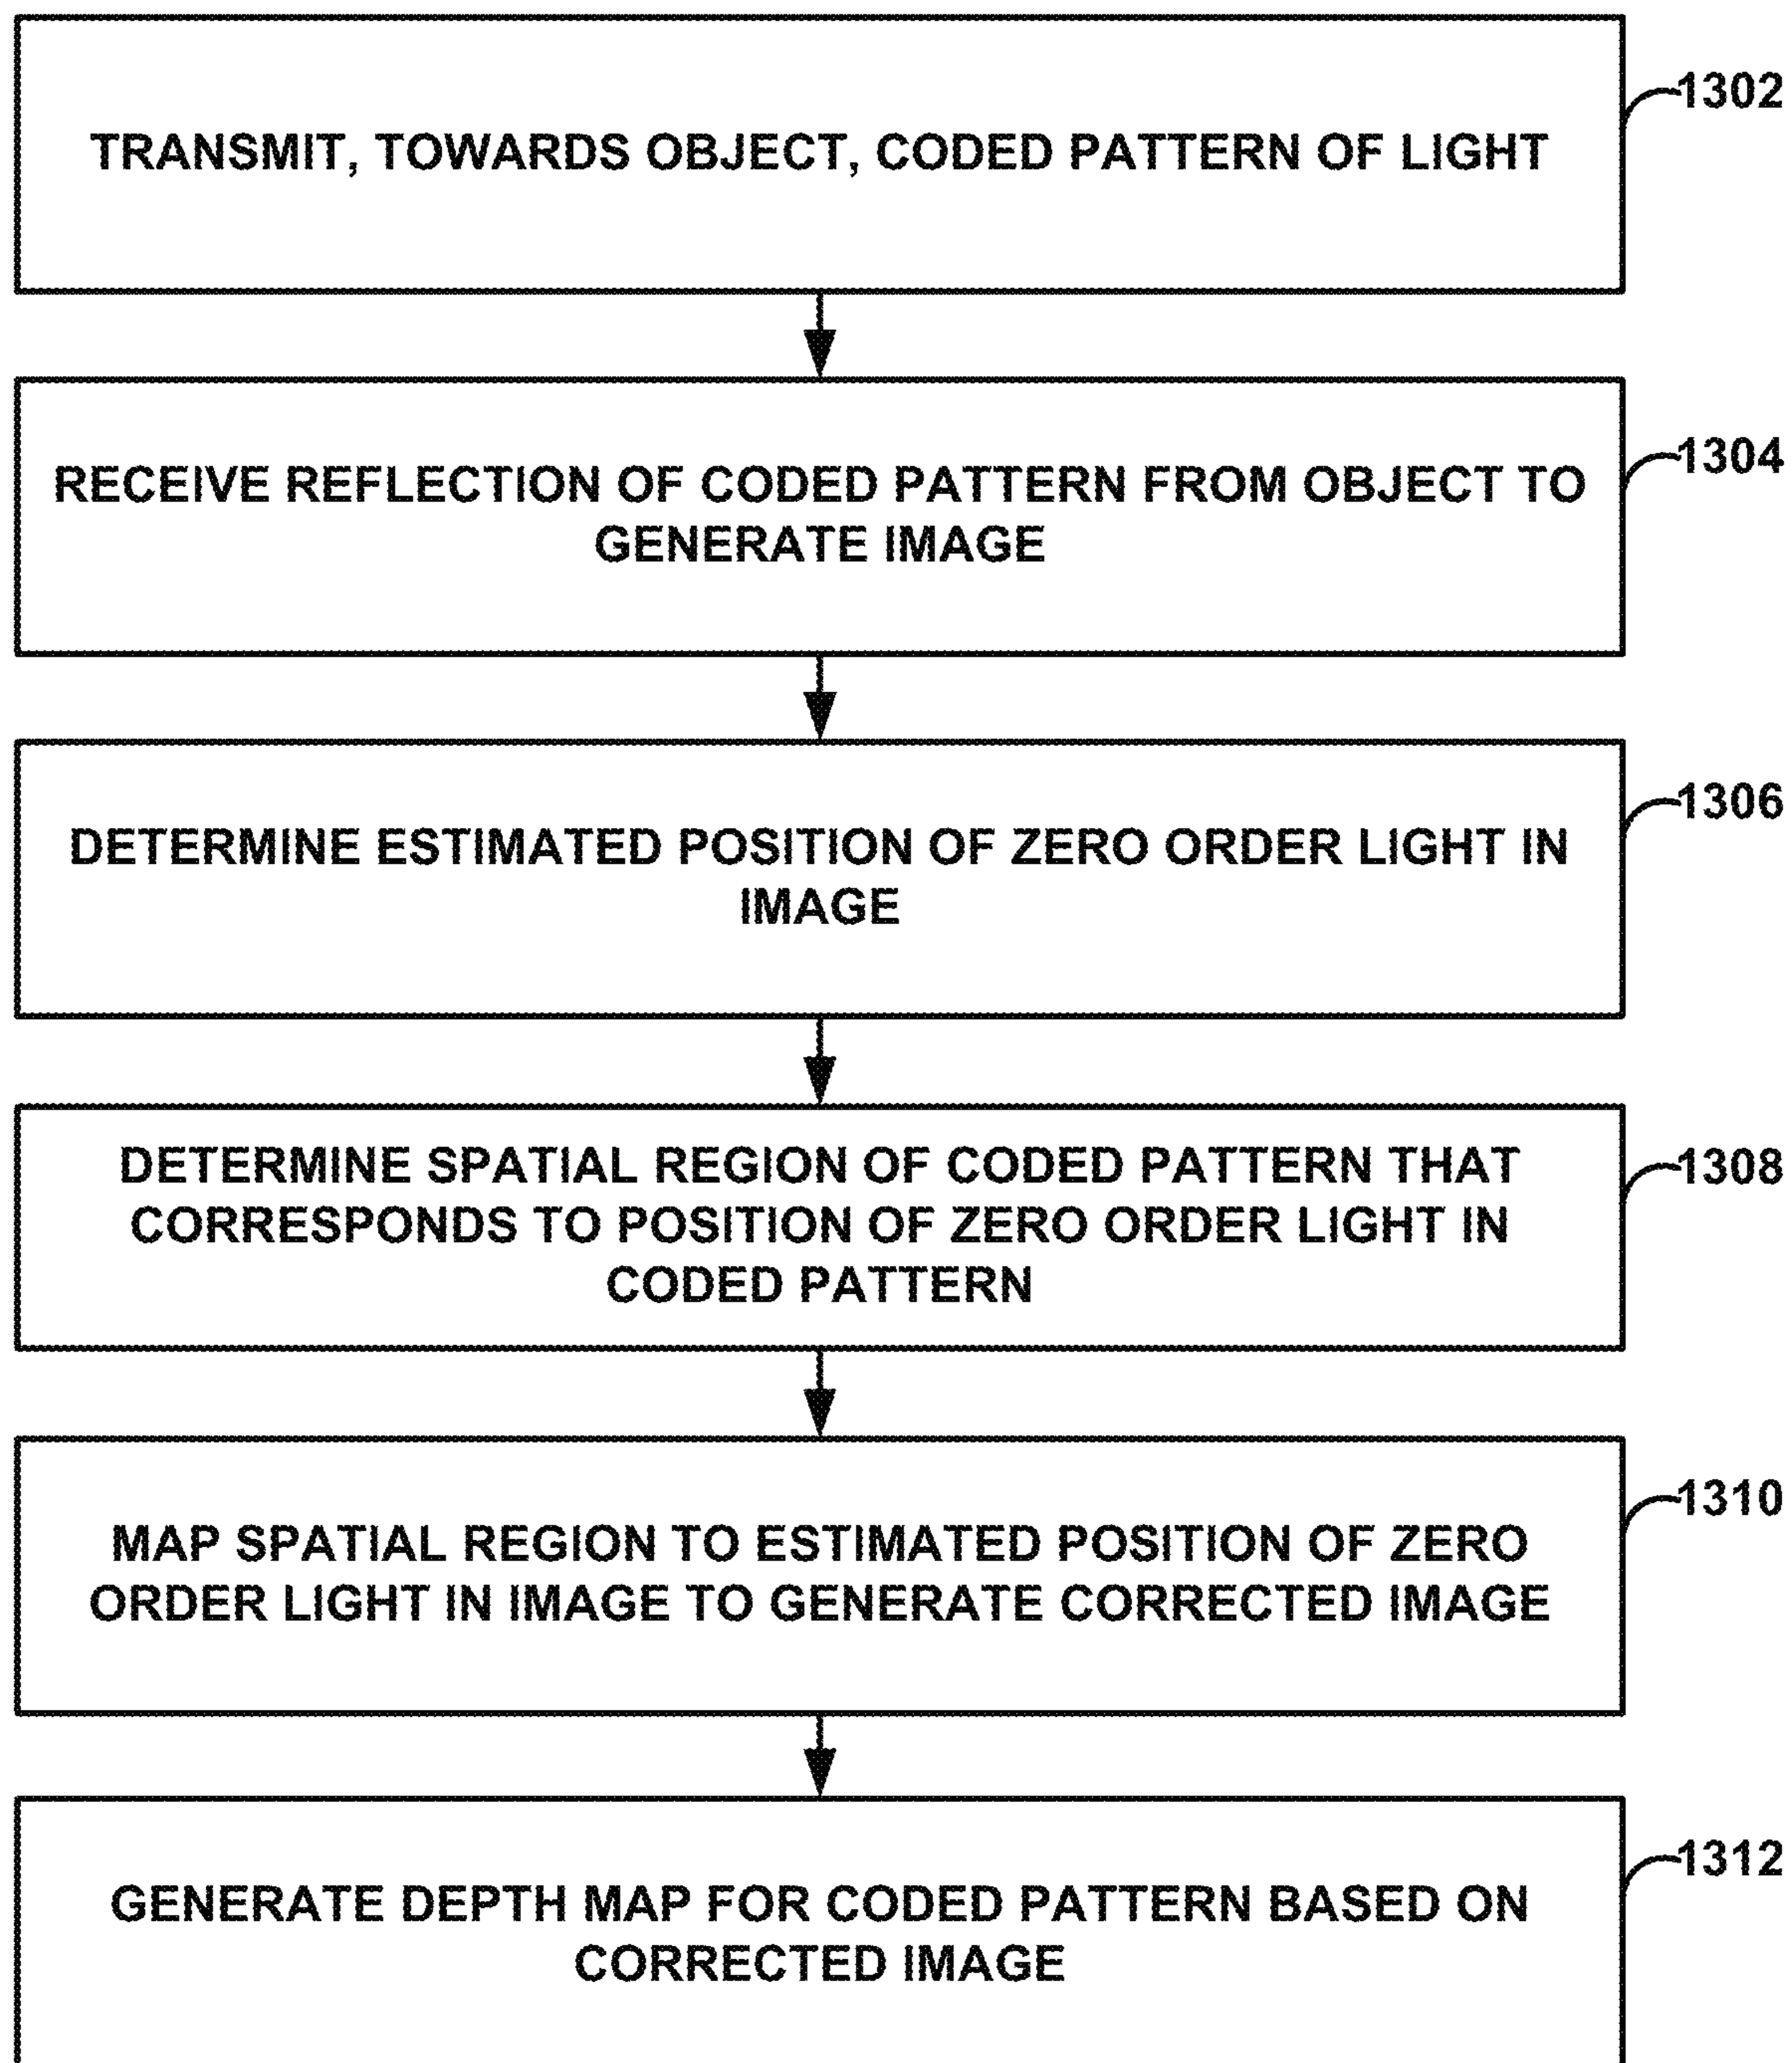 TRANSMIT, TOWARDS OBJECT, CODED PATTERN OF LIGHT
1302
RECEIVE REFLECTION OF CODED PATTERN FROM OBJECT TO
GENERATE IMAGE
1304
DETERMINE ESTIMATED POSITION OF ZERO ORDER LIGHT IN
IMAGE
1306
DETERMINE SPATIAL REGION OF CODED PATTERN THAT
CORRESPONDS TO POSITION OF ZERO ORDER LIGHT IN
CODED PATTERN
1308
MAP SPATIAL REGION TO ESTIMATED POSITION OF ZERO
ORDER LIGHT IN IMAGE TO GENERATE CORRECTED IMAGE
1310
GENERATE DEPTH MAP FOR CODED PATTERN BASED ON
CORRECTED IMAGE
1312